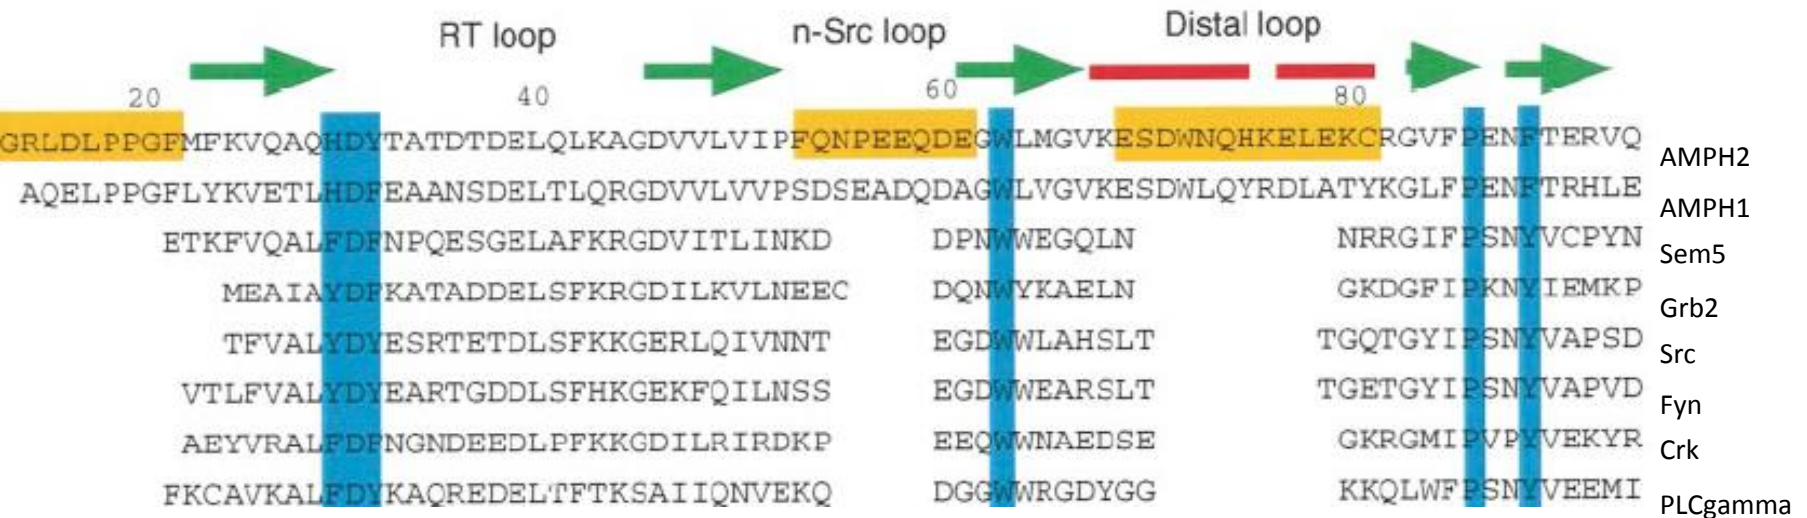 RT loop n-Src loop Distal loop
20 40 60 80
GRLDLPPGFMFKVQAQHDYTATDTDELQLKAGDVVLVIPFQNPEEQDEGWLMGVKESDWNQHKELEKCRGVFPENFTERVQ AMPH2
AQELPPGFLYKVETLHDFEAANSDELTLQRGDVVLVVPSDSEADQDAGWLVGVKESDWLQYRDLATYKGLFPENFTRHLE AMPH1
ETKFVQALFDFNPQESGELAFKRGDVITLINKD DPNWWEGQLN NRRGIFPSNYVCPYN Sem5
MEAIAYDFKATADDELSFKRGDILKVLNEEC DQNWYKAELN GKDGFIPKNYIEMKP Grb2
TFVALYDYESRTETDLSFKKGERLQIVNNT EGDWWLAHSLT TGQTGYIPSNYVAPSD Src
VTLFVALYDYEARTGDDLSFHKGEKFQILNSS EGDWWEARSLT TGETGYIPSNYVAPVD Fyn
AEYVRALFDFNGNDEEDLPFKKGDILRIRDKP EEQWWNAEDSE GKRGMIPVPYVEKYR Crk
FKCAVKALFDYKAQREDELTFTKSAIIQNVEKQ DGGWWRGDYGG KKQLWFPSNYVEEMI PLCgamma